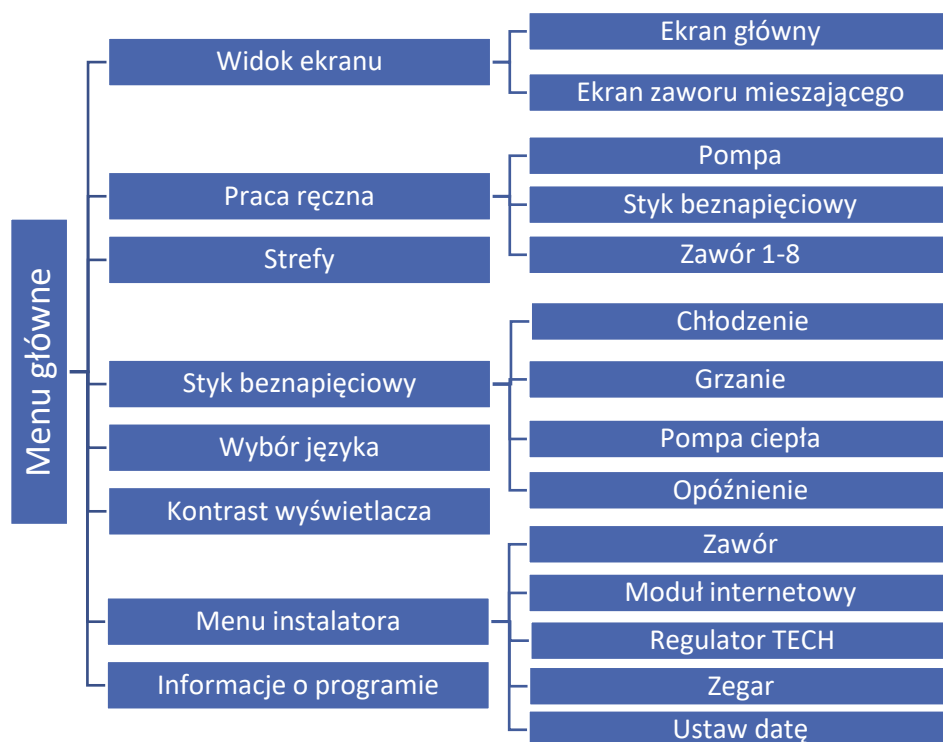 Menu główne
Widok ekranu
Ekran główny
Ekran zaworu mieszającego
Praca ręczna
Pompa
Styk beznapięciowy
Zawór 1-8
Strefy
Styk beznapięciowy
Chłodzenie
Grzanie
Pompa ciepła
Opóźnienie
Wybór języka
Kontrast wyświetlacza
Menu instalatora
Zawór
Moduł internetowy
Regulator TECH
Zegar
Ustaw datę
Informacje o programie